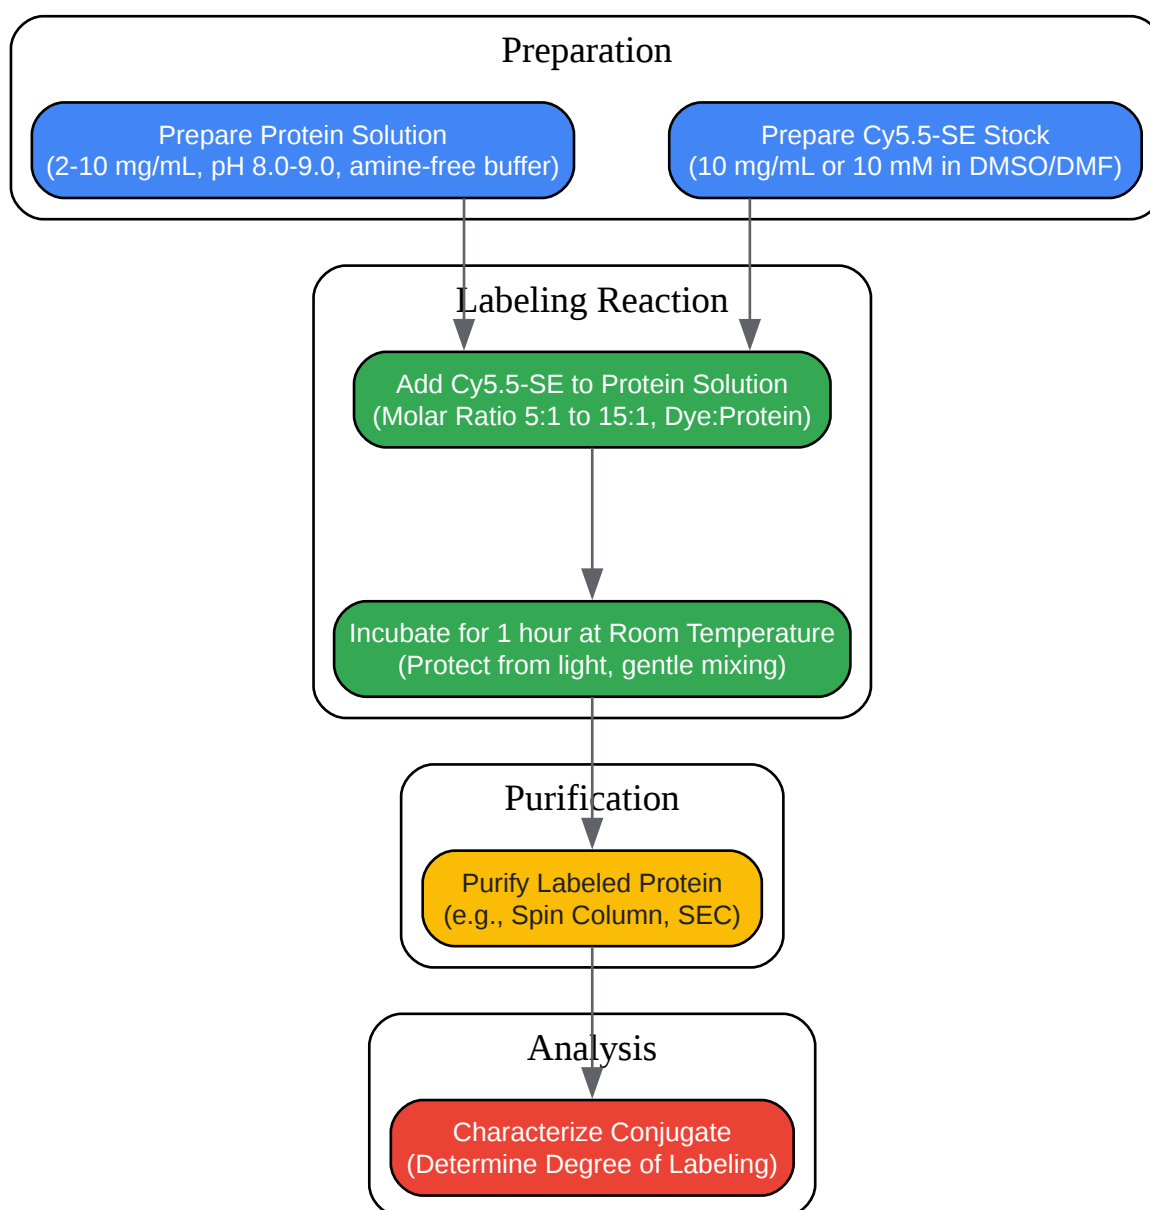 Preparation
Prepare Protein Solution
(2-10 mg/mL, pH 8.0-9.0, amine-free buffer)
Prepare Cy5.5-SE Stock
(10 mg/mL or 10 mM in DMSO/DMF)
Labeling Reaction
Add Cy5.5-SE to Protein Solution
(Molar Ratio 5:1 to 15:1, Dye:Protein)
Incubate for 1 hour at Room Temperature
(Protect from light, gentle mixing)
Purification
Purify Labeled Protein
(e.g., Spin Column, SEC)
Analysis
Characterize Conjugate
(Determine Degree of Labeling)